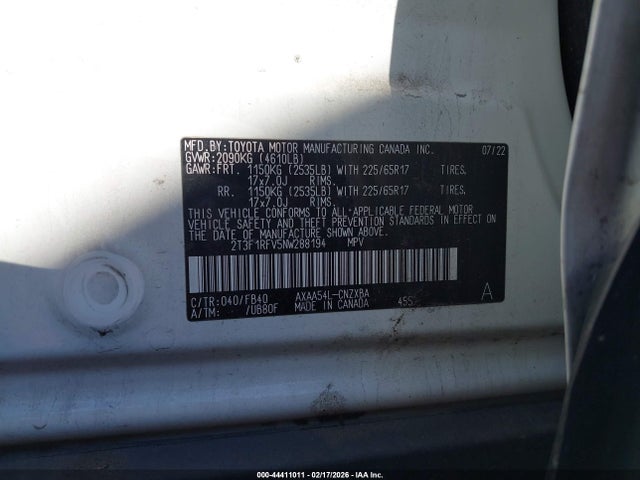 MFD. BY: TOYOTA MOTOR MANUFACTURING CANADA INC. 07/22
GVWR: 2090KG (4610LB)
GAWR: FRT. 1150KG (2535LB) WITH 225/65R17 TIRES,
17x7.0J RIMS.
RR. 1150KG (2535LB) WITH 225/65R17 TIRES,
17x7.0J RIMS.
THIS VEHICLE CONFORMS TO ALL APPLICABLE FEDERAL MOTOR
VEHICLE SAFETY AND THEFT PREVENTION STANDARDS IN EFFECT
ON THE DATE OF MANUFACTURE SHOWN ABOVE.
2T3F1RFV5NW288194 MPV
C/TR: 040/FB40 AXAA54L-CNZXBA 455
A/TM: /UB80F MADE IN CANADA A
000-44411011 - 02/17/2026 - IAA Inc.